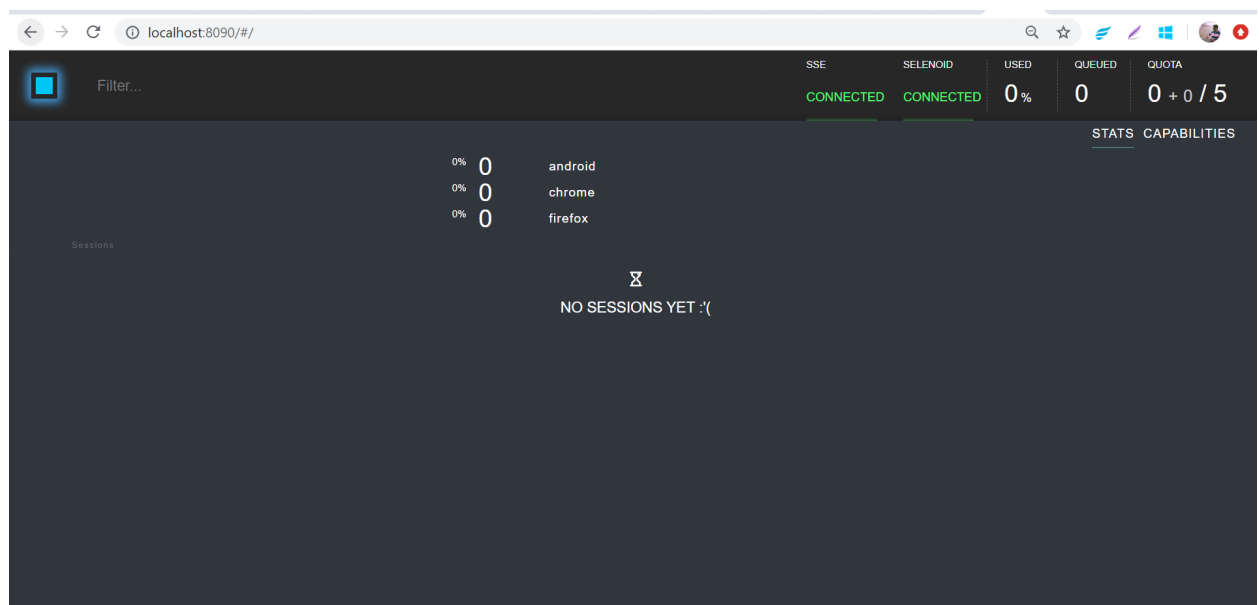 localhost:8090/#/
Filter...
SSE SELENOID USED QUEUED QUOTA
CONNECTED CONNECTED 0 % 0 0 + 0 / 5
STATS CAPABILITIES
0% 0 android
0% 0 chrome
0% 0 firefox
Sessions
NO SESSIONS YET :'(